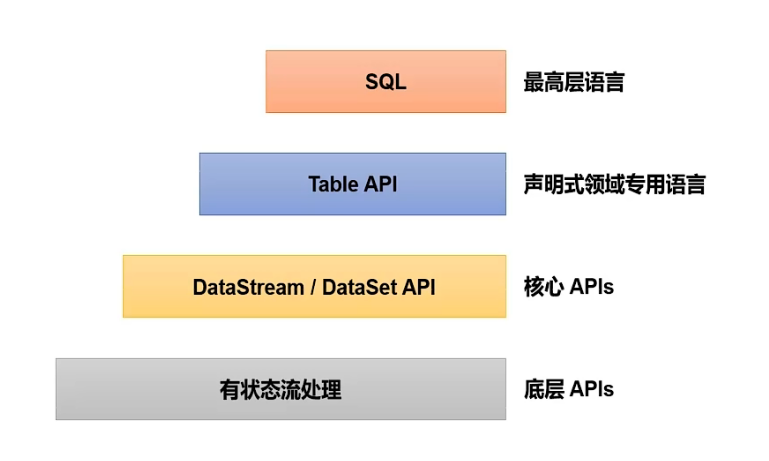 SQL 最高层语言
Table API 声明式领域专用语言
DataStream / DataSet API 核心 APIs
有状态流处理 底层 APIs